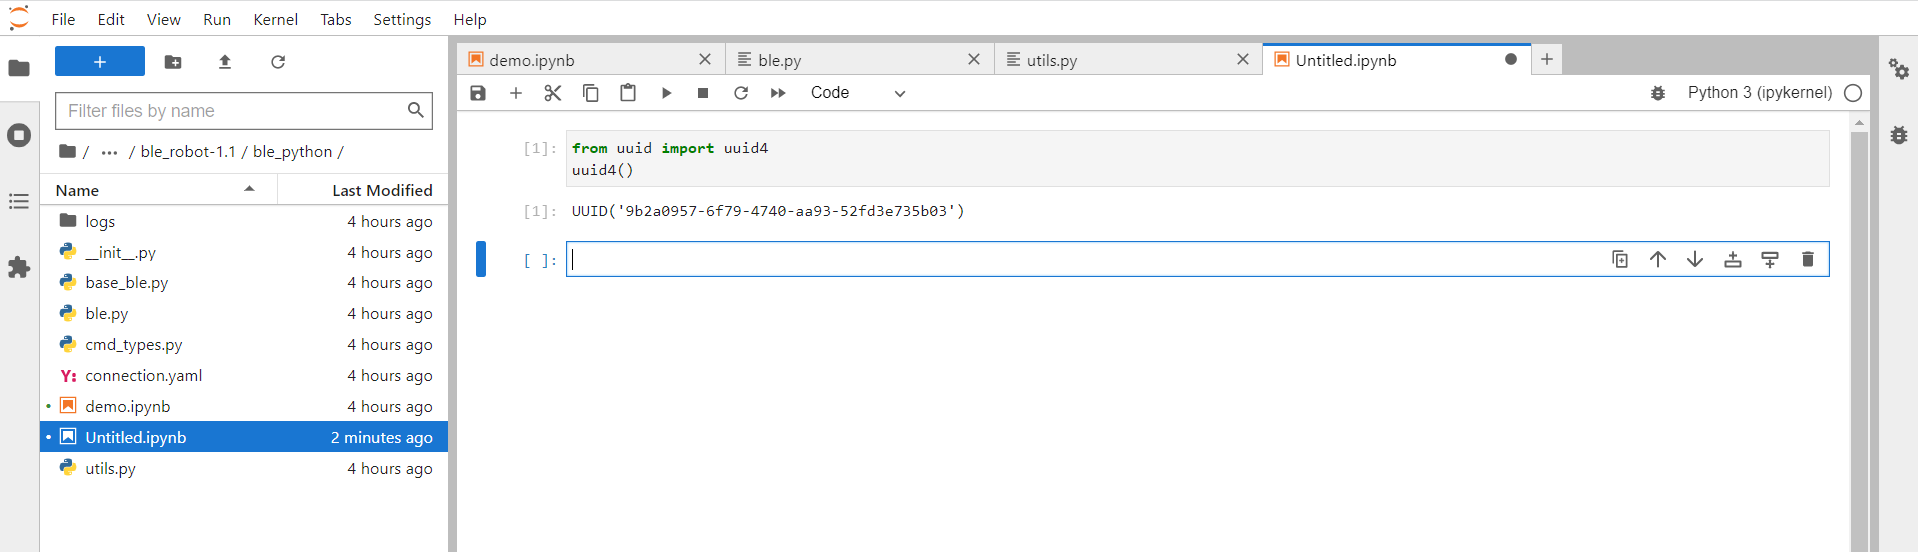 File Edit View Run Kernel Tabs Settings Help
Filter files by name
/ ··· / ble_robot-1.1 / ble_python /
Name Last Modified
logs 4 hours ago
__init__.py 4 hours ago
base_ble.py 4 hours ago
ble.py 4 hours ago
cmd_types.py 4 hours ago
Y: connection.yaml 4 hours ago
demo.ipynb 4 hours ago
Untitled.ipynb 2 minutes ago
utils.py 4 hours ago
demo.ipynb ble.py utils.py Untitled.ipynb
Code Python 3 (ipykernel)
[1]: from uuid import uuid4
uuid4()
[1]: UUID('9b2a0957-6f79-4740-aa93-52fd3e735b03')
[ ]: